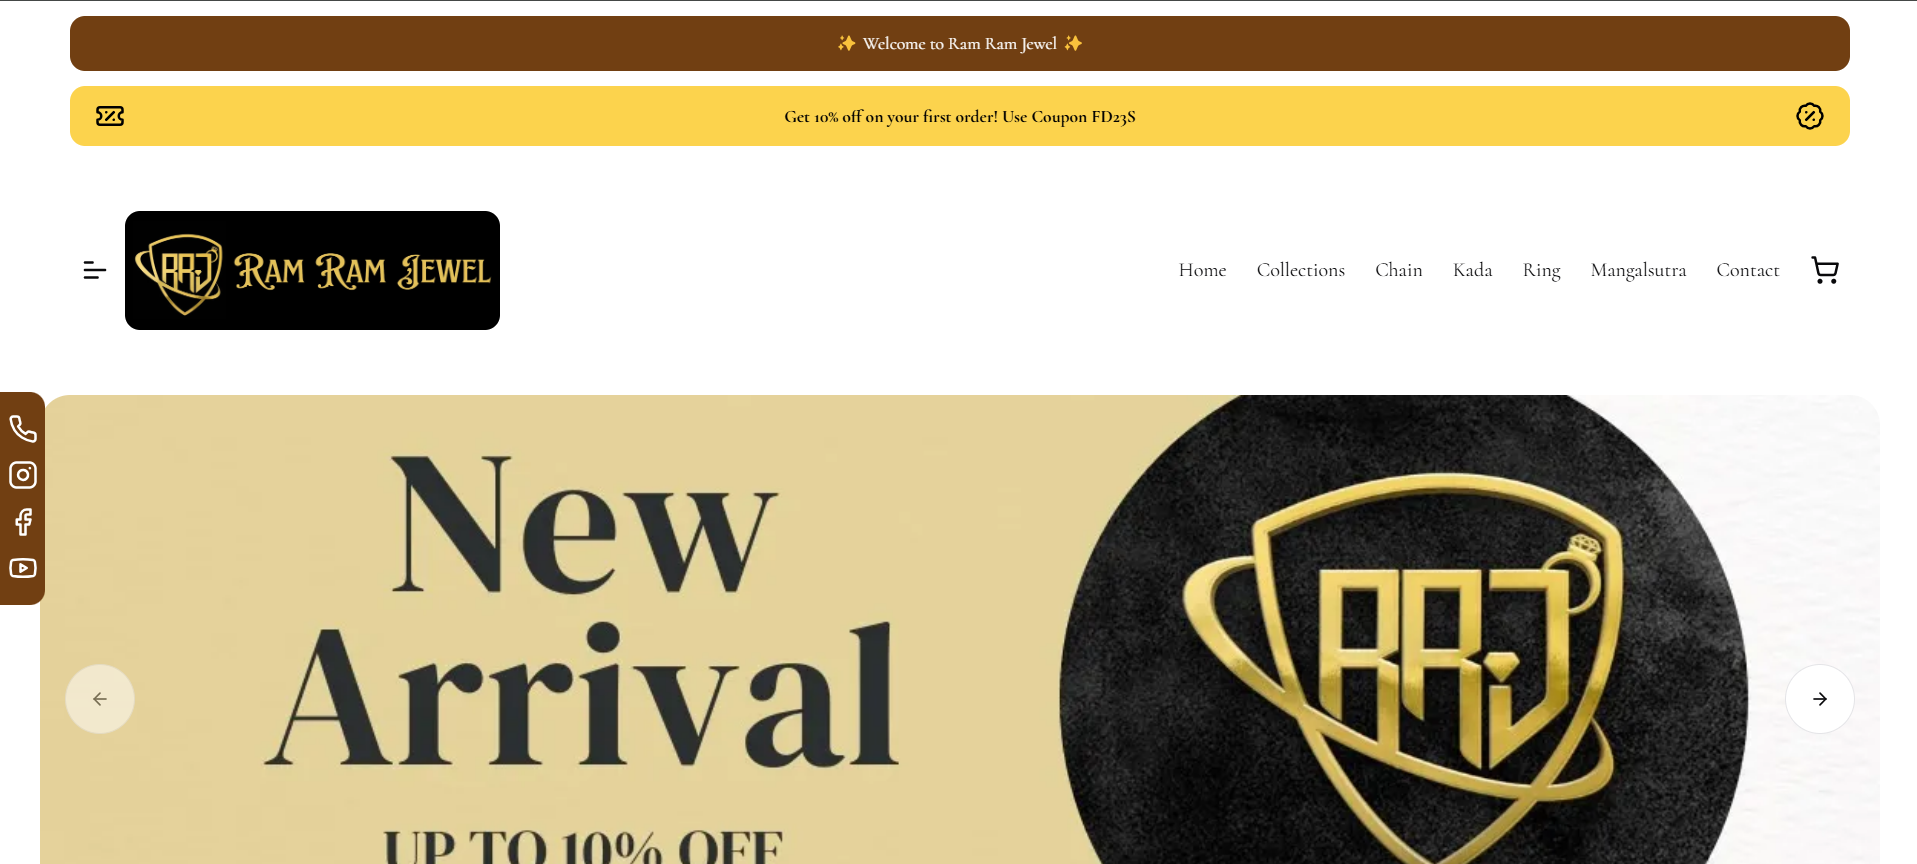 ✨ Welcome to Ram Ram Jewel ✨
Get 10% off on your first order! Use Coupon FD23S
RRJ Ram Ram Jewel
Home Collections Chain Kada Ring Mangalsutra Contact
New
Arrival
RRJ
UP TO 10% OFF